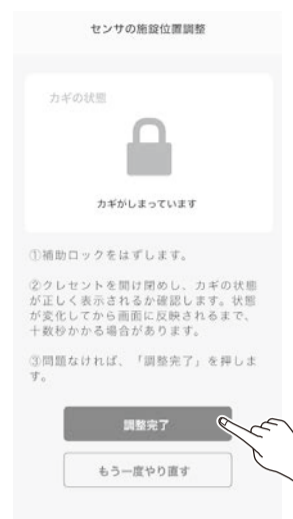 センサの施錠位置調整
カギの状態
カギがしまっています
①補助ロックをはずします。
②クレセントを開け閉めし、カギの状態
が正しく表示されるか確認します。状態
が変化してから画面に反映されるまで、
十数秒かかる場合があります。
③問題なければ、「調整完了」を押しま
す。
調整完了
もう一度やり直す